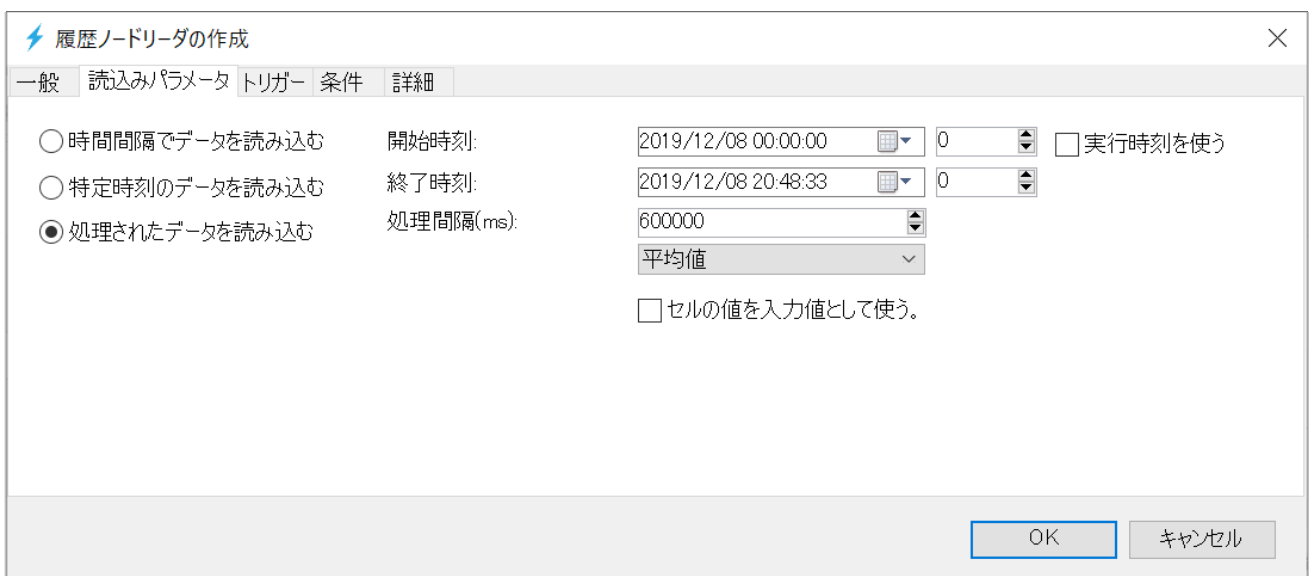 履歴ノードリーダの作成
一般 読込みパラメータ トリガー 条件 詳細
時間間隔でデータを読み込む 開始時刻: 2019/12/08 00:00:00 0 実行時刻を使う
特定時刻のデータを読み込む 終了時刻: 2019/12/08 20:48:33 0
処理されたデータを読み込む 処理間隔(ms): 600000
平均値
セルの値を入力値として使う。
OK キャンセル